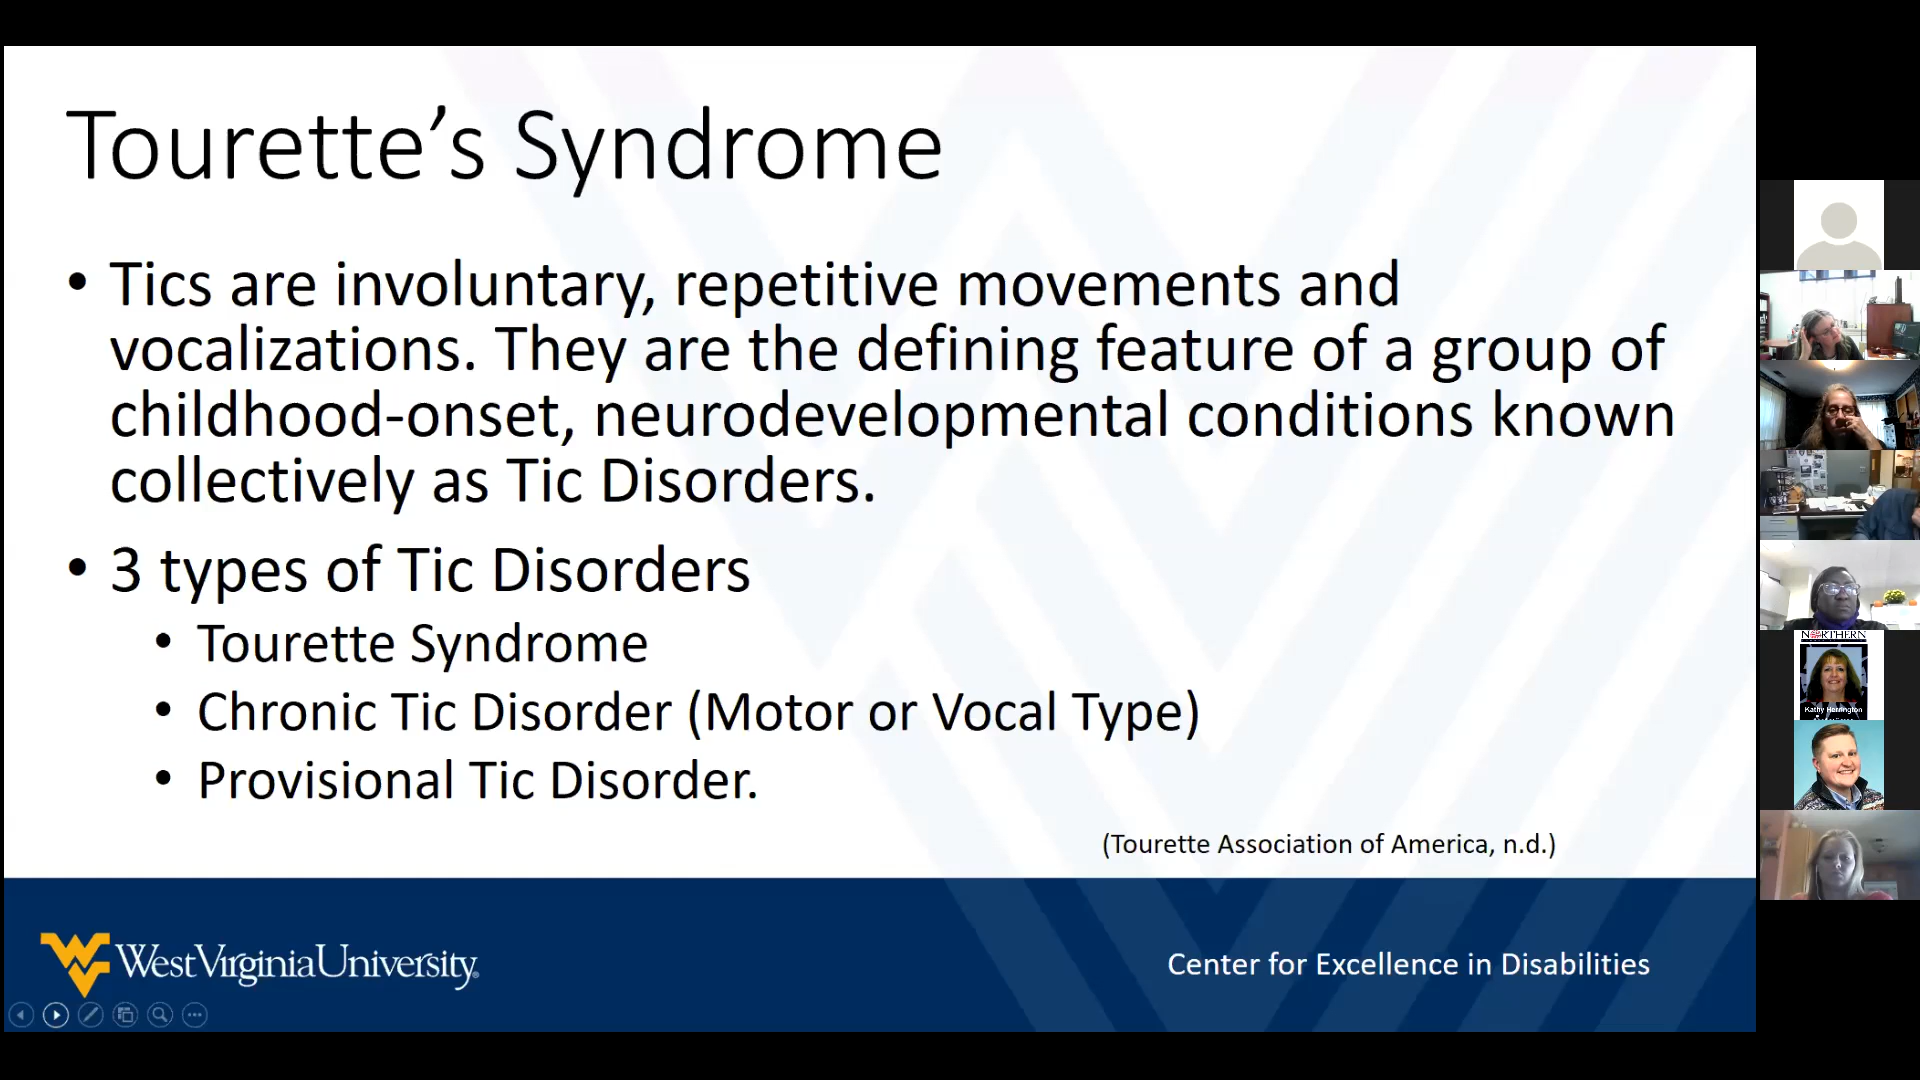 Tourette’s Syndrome
• Tics are involuntary, repetitive movements and
vocalizations. They are the defining feature of a group of
childhood-onset, neurodevelopmental conditions known
collectively as Tic Disorders.
• 3 types of Tic Disorders
• Tourette Syndrome
• Chronic Tic Disorder (Motor or Vocal Type)
• Provisional Tic Disorder.
(Tourette Association of America, n.d.)
WestVirginiaUniversity®
Center for Excellence in Disabilities
NORTHERN
Kathy Herrington